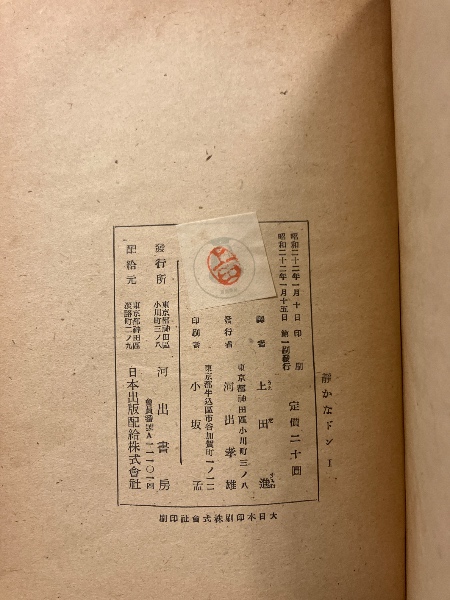 靜かなドン I
昭和二十二年一月十日 印刷
昭和二十二年一月十五日 第一刷發行
定價二十圓
譯者 上田進
東京都神田區小川町三ノ八
發行者 河出孝雄
東京都牛込區市谷加賀町一ノ一二
印刷者 小坂孟
發行所 東京都神田區小川町三ノ八 河出書房
會員番號A一一一〇一四
配給元 東京都神田區淡路町二ノ九 日本出版配給株式會社
大日本印刷株式會社印刷